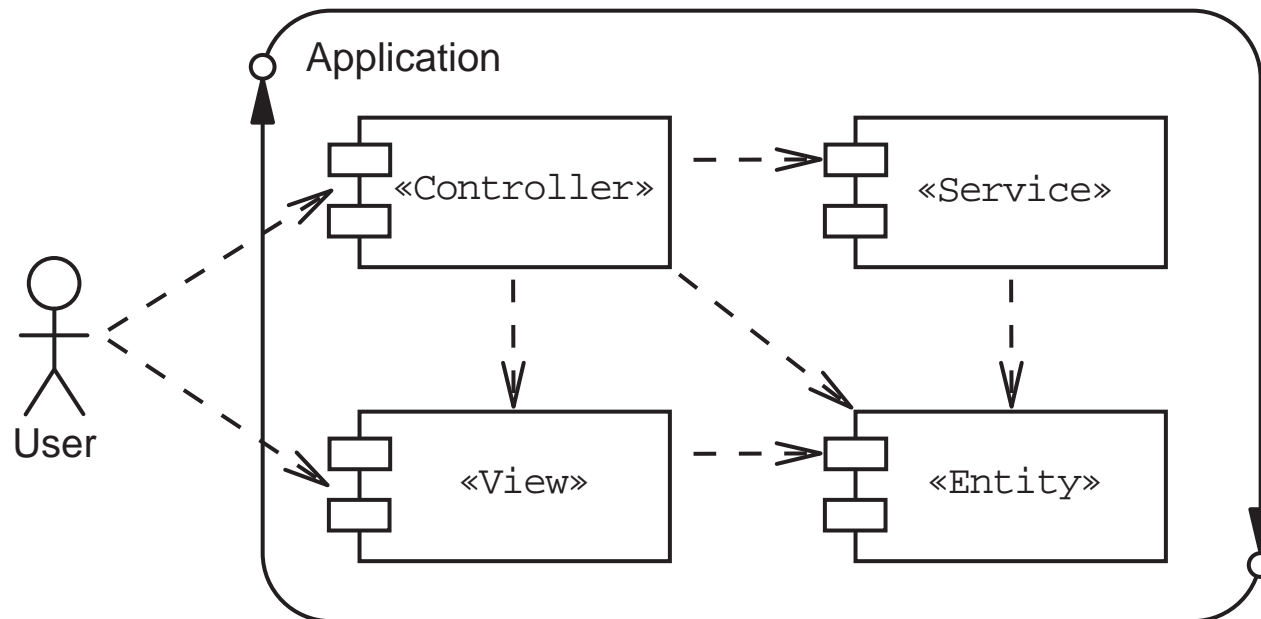 Application
«Controller»
«Service»
User
«View»
«Entity»